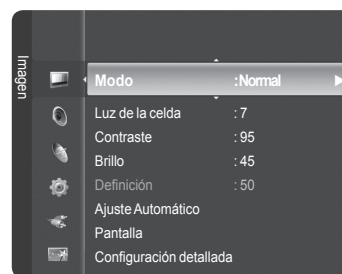 Imagen
Modo :Normal
Luz de la celda : 7
Contraste : 95
Brillo : 45
Definición : 50
Ajuste Automático
Pantalla
Configuración detallada